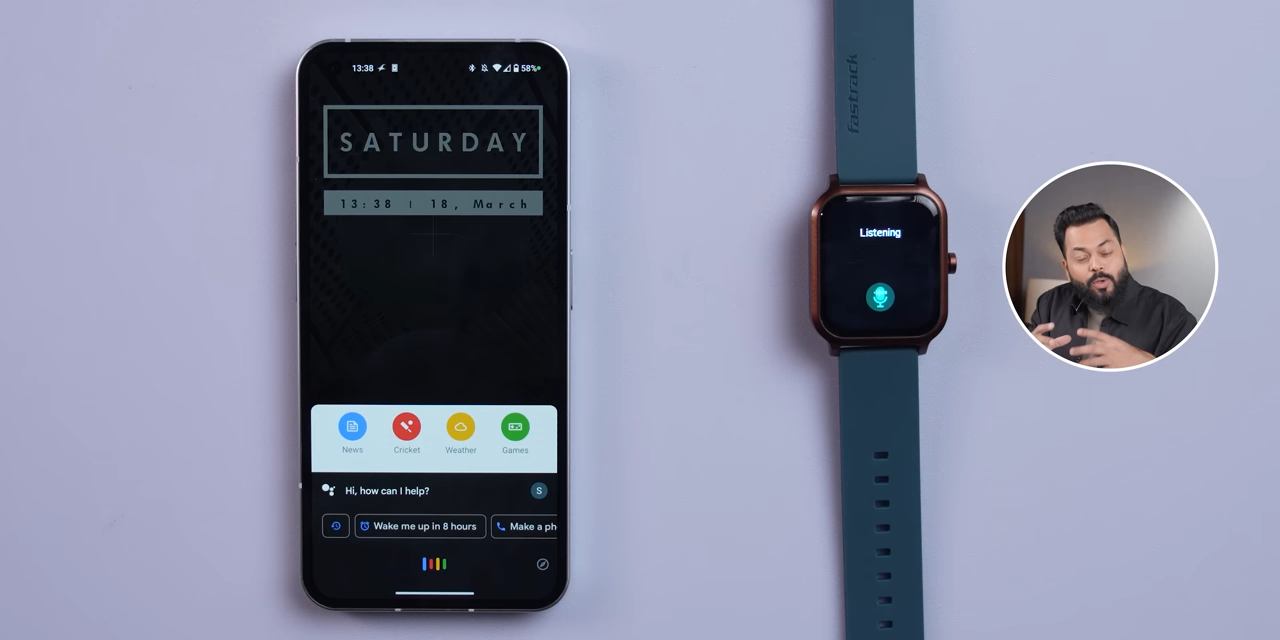 13:38
58%
SATURDAY
13:38 | 18, March
News
Cricket
Weather
Games
Hi, how can I help?
S
Wake me up in 8 hours
Make a ph
fastrack
Listening